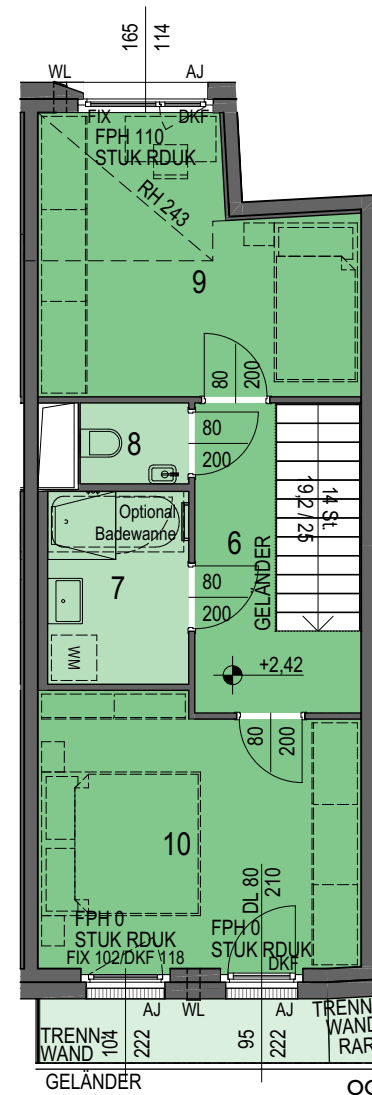 165
114
WL
AJ
FIX
DKF
FPH 110
STUK RDUK
RH 243
9
80
200
8
80
200
14 St.
19,2 / 25
Optional
Badewanne
6
GELÄNDER
7
80
200
WM
+2,42
80
200
10
DL 80
210
FPH 0
STUK RDUK
FIX 102/DKF 118
FPH 0
STUK RDUK
DKF
AJ
WL
AJ
TRENN
WAND
RAR
TRENN
WAND
104
222
95
222
GELÄNDER